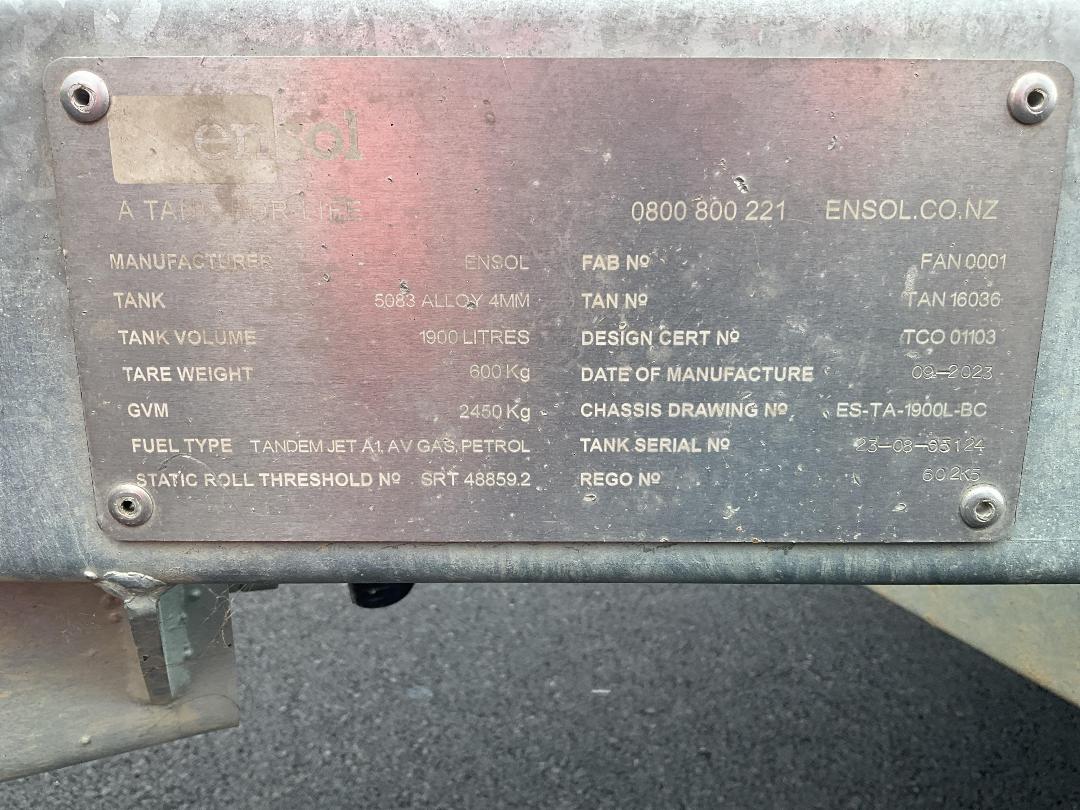 ensol
A TANK FOR LIFE
0800 800 221 ENSOL.CO.NZ
MANUFACTURER ENSOL
TANK 5083 ALLOY 4MM
TANK VOLUME 1900 LITRES
TARE WEIGHT 600 Kg
GVM 2450 Kg
FUEL TYPE TANDEM JET A1, AV GAS, PETROL
STATIC ROLL THRESHOLD Nº SRT 48859.2
FAB Nº FAN 0001
TAN Nº TAN 16036
DESIGN CERT Nº TCO 01103
DATE OF MANUFACTURE 09-2023
CHASSIS DRAWING Nº ES-TA-1900L-BC
TANK SERIAL Nº 23-08-05124
REGO Nº 602K5